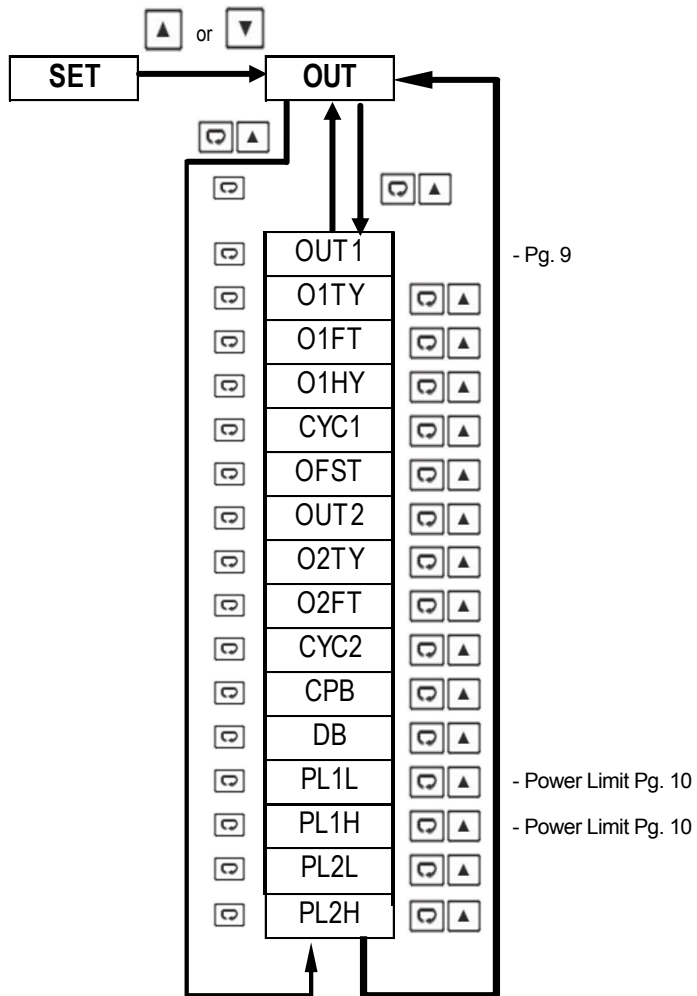 or
SET OUT
OUT1 - Pg. 9
O1TY
O1FT
O1HY
CYC1
OFST
OUT2
O2TY
O2FT
CYC2
CPB
DB
PL1L - Power Limit Pg. 10
PL1H - Power Limit Pg. 10
PL2L
PL2H